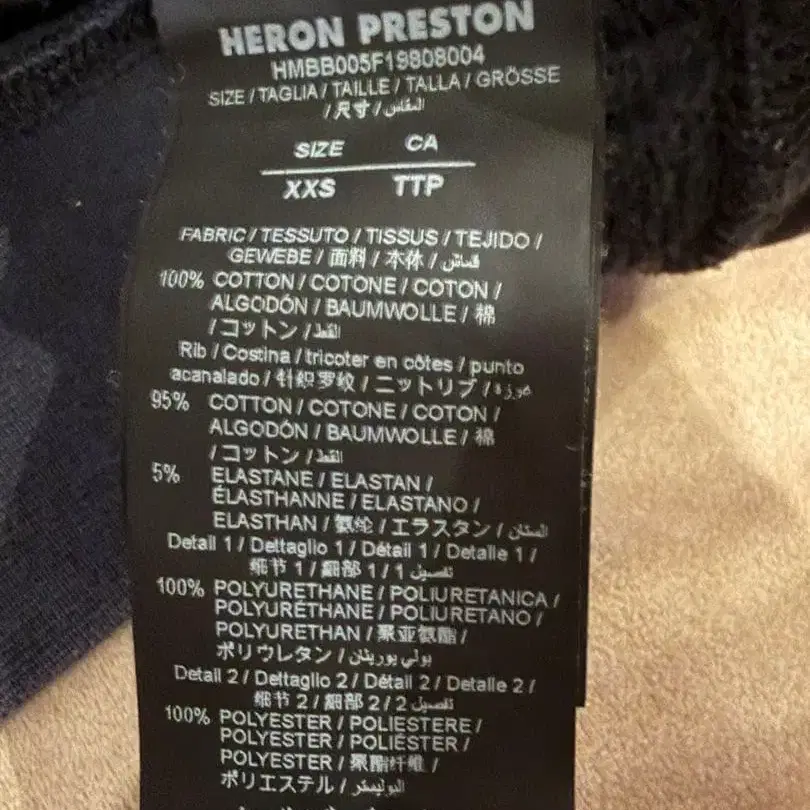 HERON PRESTON
HMBB005F19808004
SIZE / TAGLIA / TAILLE / TALLA / GRÖSSE
/ 尺寸 / المقاس
SIZE CA
XXS TTP
FABRIC / TESSUTO / TISSUS / TEJIDO /
GEWEBE / 面料 / 本体 / قماش
100% COTTON / COTONE / COTON /
ALGODÓN / BAUMWOLLE / 棉
/ コットン / القطن
Rib / Costina / tricoter en côtes / punto
acanalado / 针织罗纹 / ニットリブ /
95% COTTON / COTONE / COTON /
ALGODÓN / BAUMWOLLE / 棉
/ コットン / القطن
5% ELASTANE / ELASTAN /
ÉLASTHANNE / ELASTANO /
ELASTHAN / 氨纶 / エラスタン /
Detail 1 / Dettaglio 1 / Détail 1 / Detalle 1 /
细节 1 / 細部 1 / تفصيل 1
100% POLYURETHANE / POLIURETANICA /
POLYURÉTHANE / POLIURETANO /
POLYURETHAN / 聚亚氨酯 /
ポリウレタン / بولي يوريثان
Detail 2 / Dettaglio 2 / Détail 2 / Detalle 2 /
细节 2 / 細部 2 / تفصيل 2
100% POLYESTER / POLIESTERE /
POLYESTER / POLIÉSTER /
POLYESTER / 聚酯纤维 /
ポリエステル / البوليستر